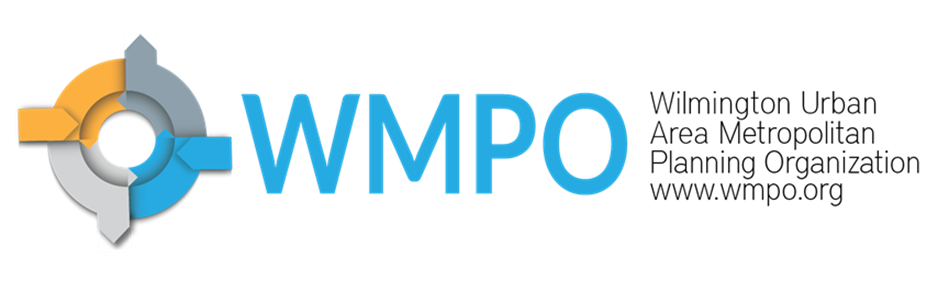 WMPO
Wilmington Urban
Area Metropolitan
Planning Organization
www.wmpo.org